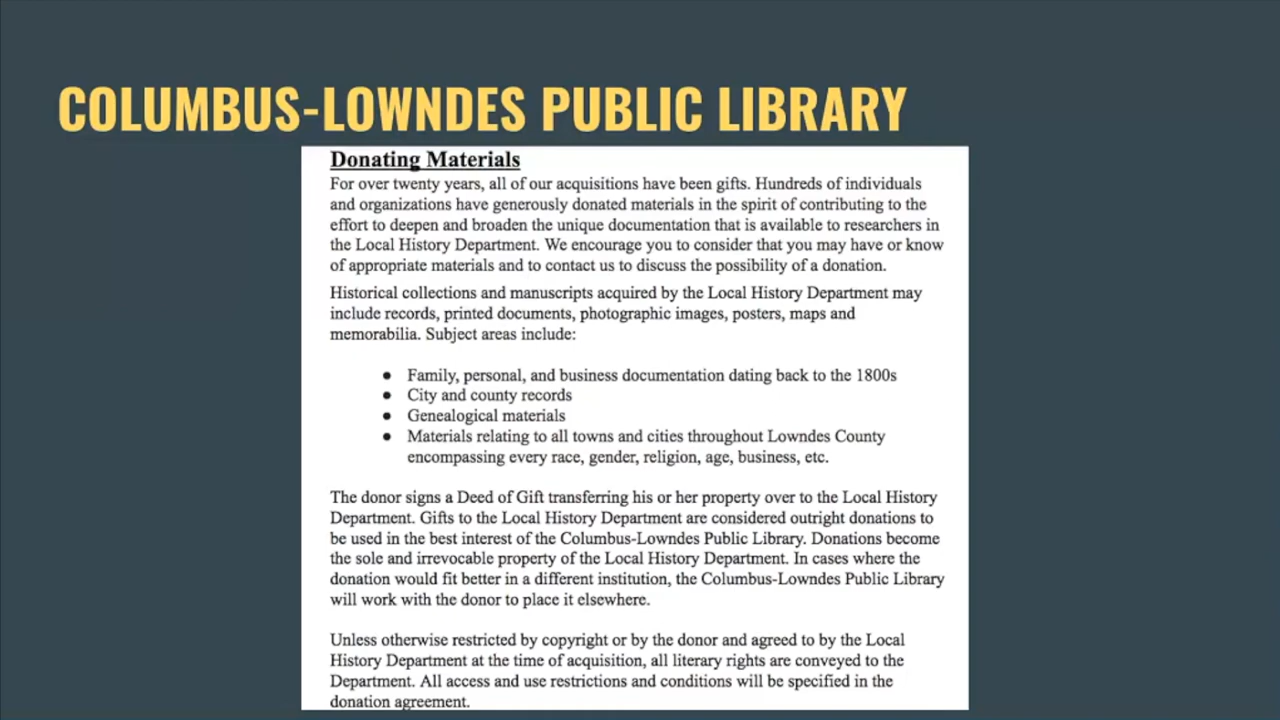 COLUMBUS-LOWNDES PUBLIC LIBRARY
Donating Materials
For over twenty years, all of our acquisitions have been gifts. Hundreds of individuals
and organizations have generously donated materials in the spirit of contributing to the
effort to deepen and broaden the unique documentation that is available to researchers in
the Local History Department. We encourage you to consider that you may have or know
of appropriate materials and to contact us to discuss the possibility of a donation.
Historical collections and manuscripts acquired by the Local History Department may
include records, printed documents, photographic images, posters, maps and
memorabilia. Subject areas include:
● Family, personal, and business documentation dating back to the 1800s
● City and county records
● Genealogical materials
● Materials relating to all towns and cities throughout Lowndes County
encompassing every race, gender, religion, age, business, etc.
The donor signs a Deed of Gift transferring his or her property over to the Local History
Department. Gifts to the Local History Department are considered outright donations to
be used in the best interest of the Columbus-Lowndes Public Library. Donations become
the sole and irrevocable property of the Local History Department. In cases where the
donation would fit better in a different institution, the Columbus-Lowndes Public Library
will work with the donor to place it elsewhere.
Unless otherwise restricted by copyright or by the donor and agreed to by the Local
History Department at the time of acquisition, all literary rights are conveyed to the
Department. All access and use restrictions and conditions will be specified in the
donation agreement.